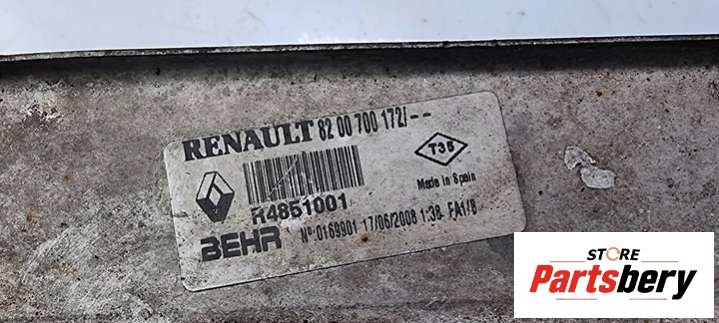 RENAULT 82 00 700 172/--
T35
Made in Spain
R4851001
BEHR Nº 0169901 17/06/2008 1:38 FA1/8
STORE
Partsbery